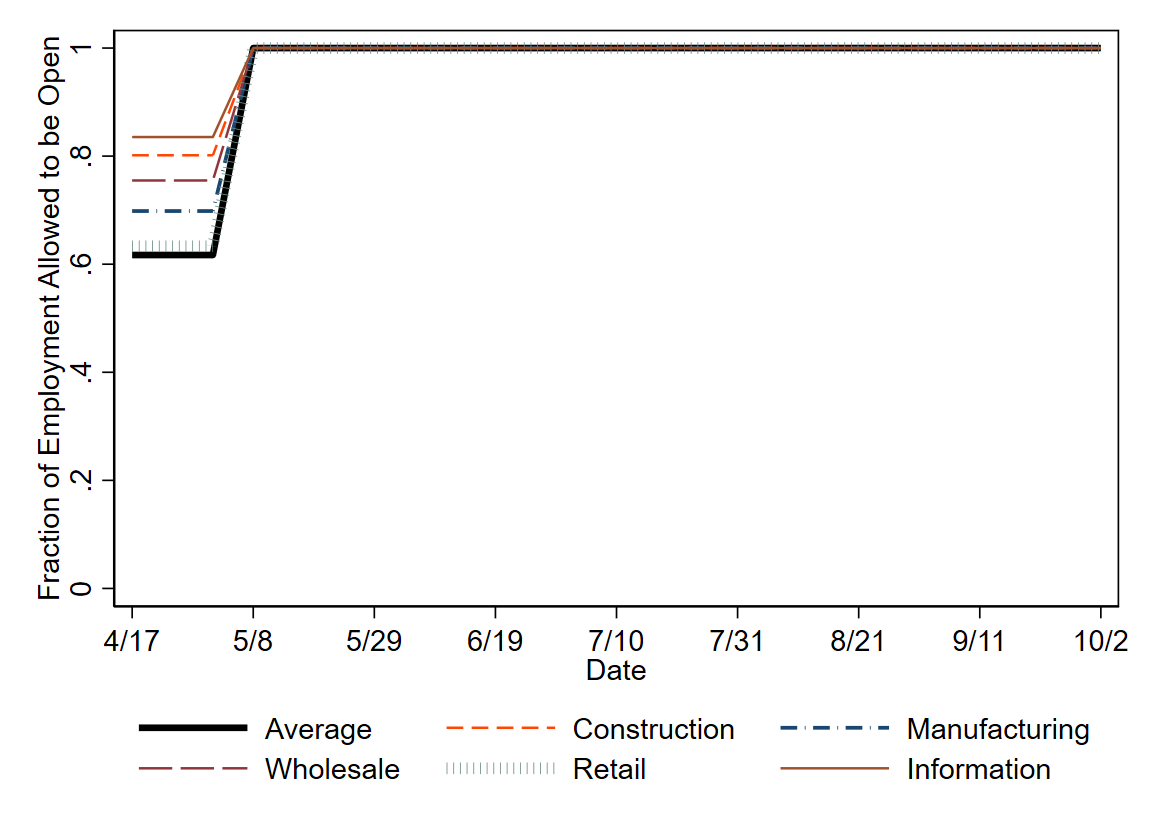 Fraction of Employment Allowed to be Open
1
.8
.6
.4
.2
0
4/17 5/8 5/29 6/19 7/10 7/31 8/21 9/11 10/2
Date
Average Construction Manufacturing
Wholesale Retail Information